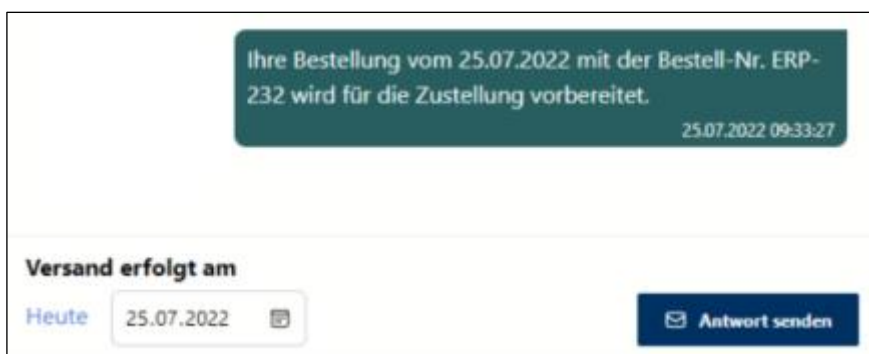 Ihre Bestellung vom 25.07.2022 mit der Bestell-Nr. ERP-
232 wird für die Zustellung vorbereitet.
25.07.2022 09:33:27
Versand erfolgt am
Heute 25.07.2022
Antwort senden